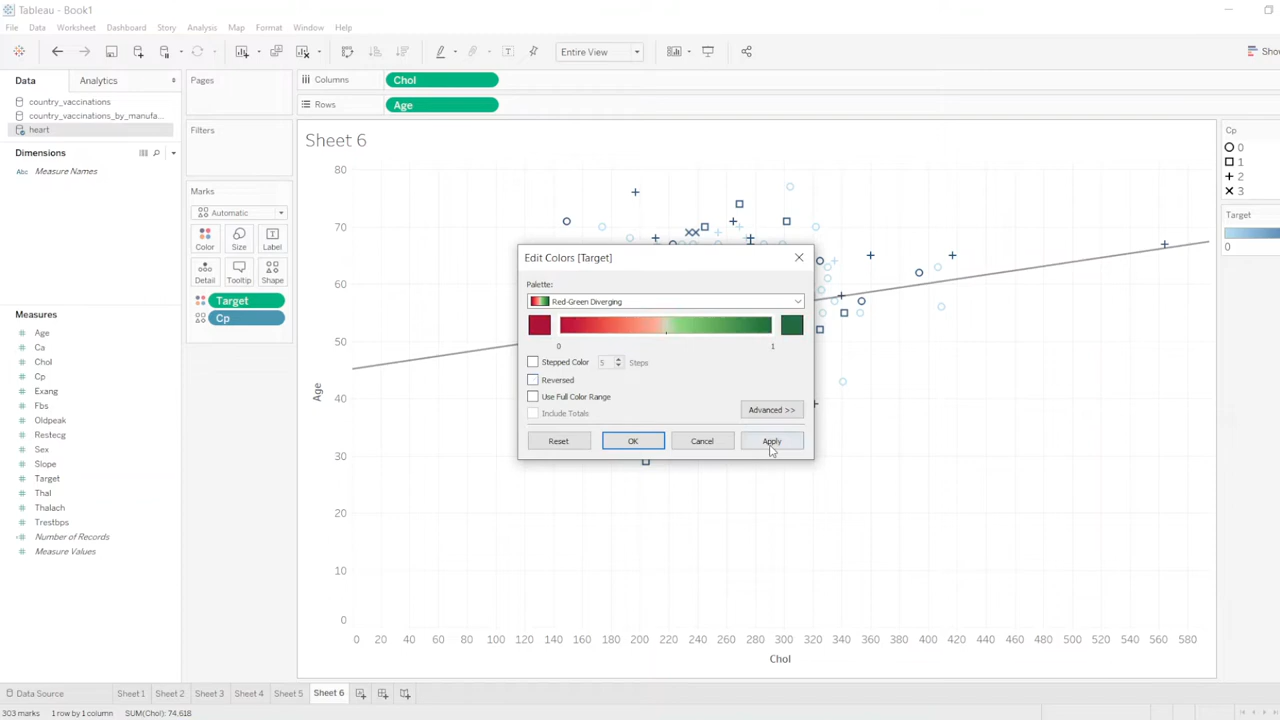 Tableau - Book1
File Data Worksheet Dashboard Story Analysis Map Format Window Help
Entire View
Data Analytics
country_vaccinations
country_vaccinations_by_manufa...
heart
Dimensions
Abc Measure Names
Measures
Age
Ca
Chol
Cp
Exang
Fbs
Oldpeak
Restecg
Sex
Slope
Target
Thal
Thalach
Trestbps
Number of Records
Measure Values
Pages
Filters
Marks
Automatic
Color Size Label
Detail Tooltip Shape
Target
Cp
Columns Chol
Rows Age
Sheet 6
80
70
60
50
40
30
20
10
0
Age
0 20 40 60 80 100 120 140 160 180 200 220 240 260 280 300 320 340 360 380 400 420 440 460 480 500 520 540 560 580
Chol
Edit Colors [Target]
Palette:
Red-Green Diverging
0 1
Stepped Color 5 Steps
Reversed
Use Full Color Range
Include Totals
Advanced >>
Reset OK Cancel Apply
Cp
0
1
2
3
Target
0
Data Source Sheet 1 Sheet 2 Sheet 3 Sheet 4 Sheet 5 Sheet 6
303 marks 1 row by 1 column SUM(Chol): 74,618